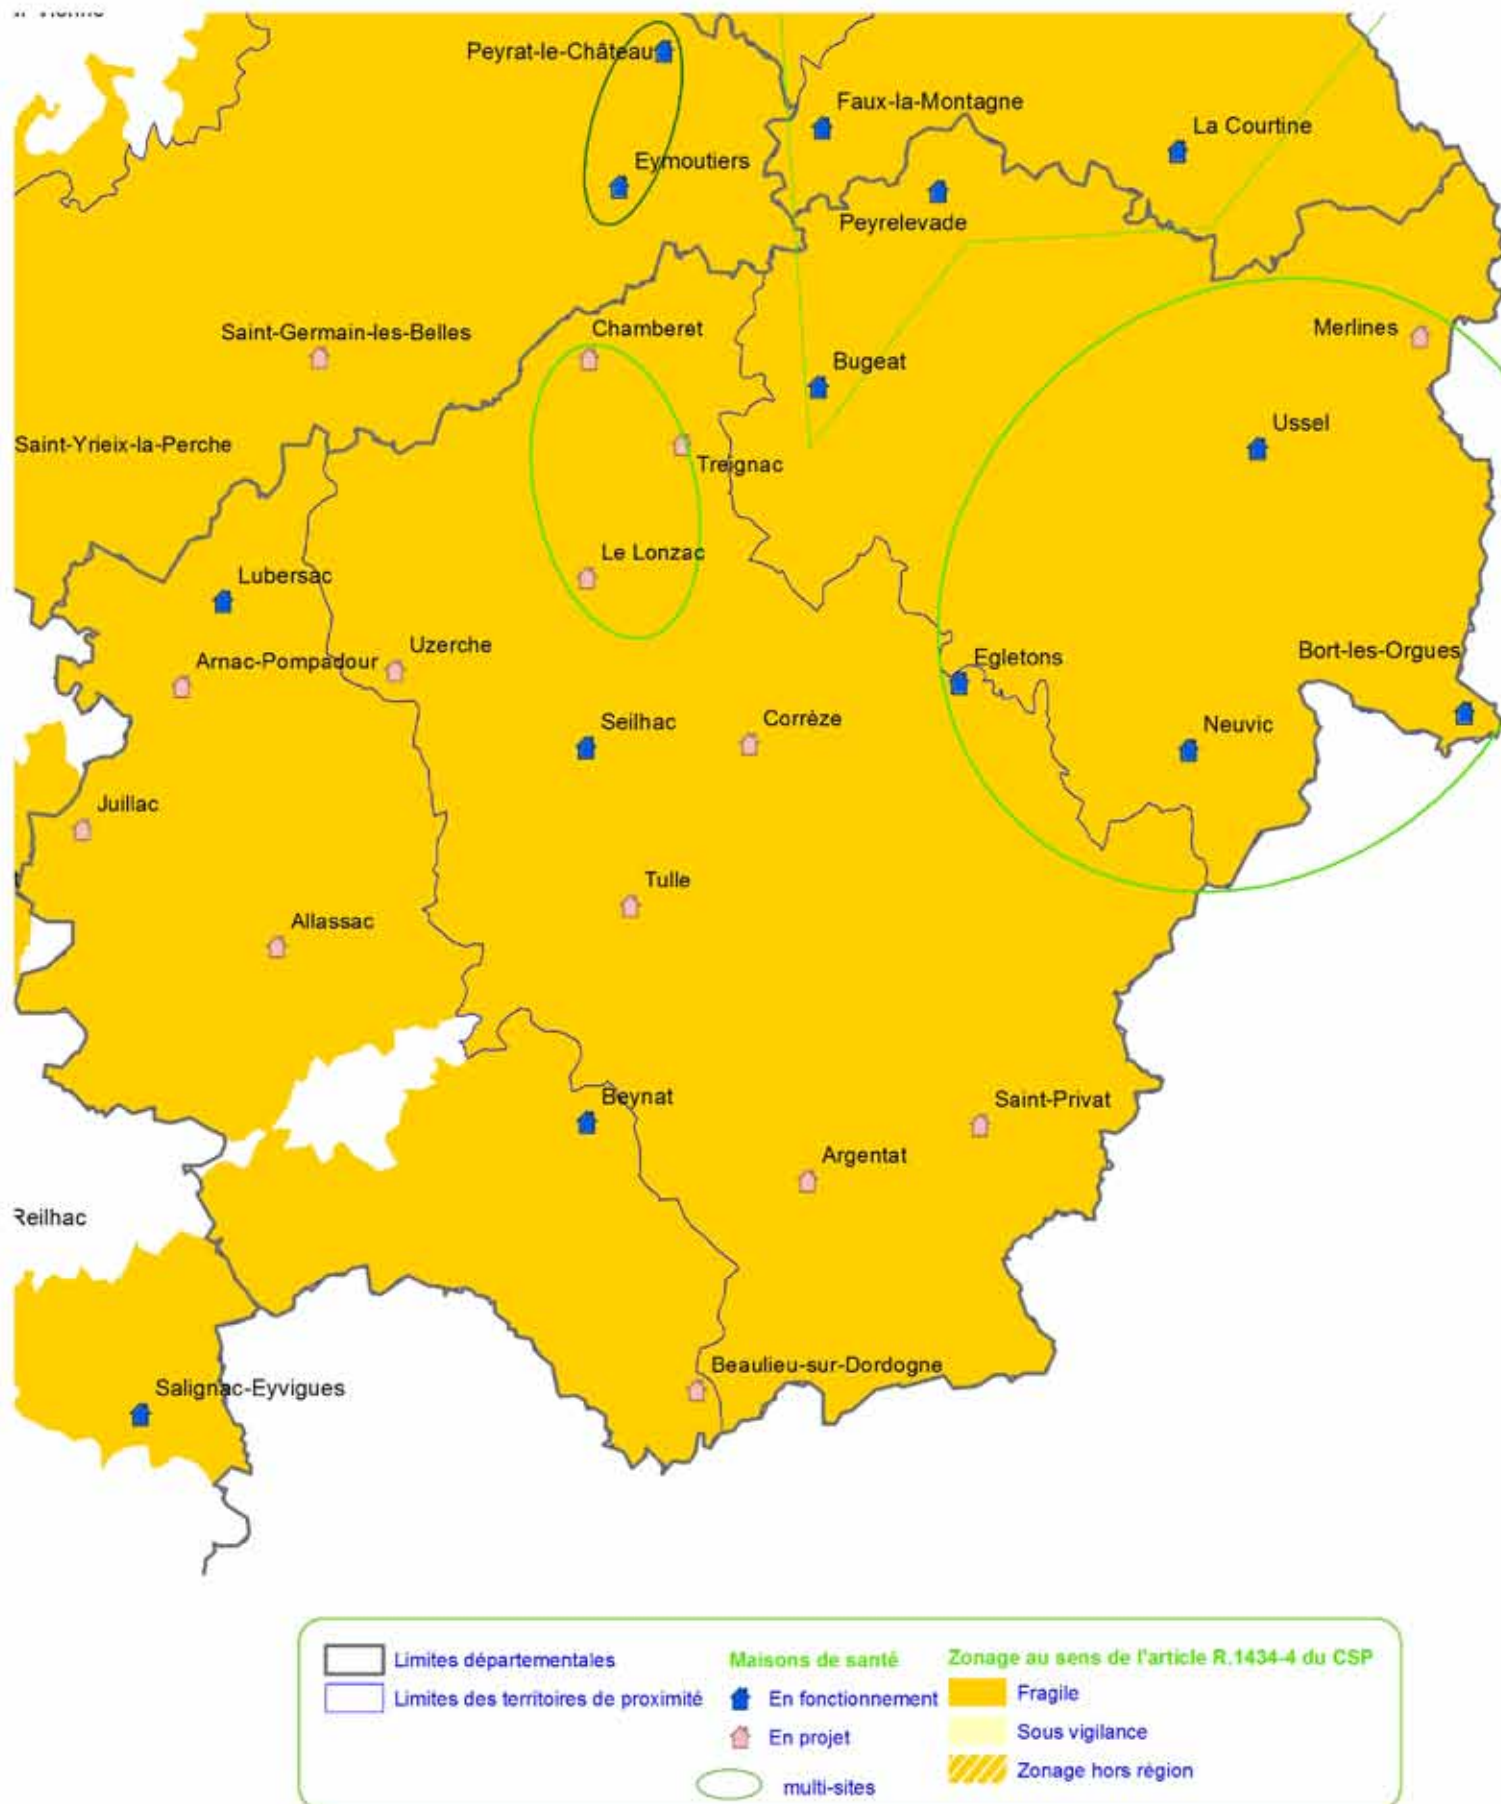 Peyrat-le-Château
Faux-la-Montagne
La Courtine
Eymoutiers
Peyrelevade
Saint-Germain-les-Belles
Chamberet
Merlines
Bugeat
Ussel
Saint-Yrieix-la-Perche
Treignac
Le Lonzac
Lubersac
Uzerche
Arnac-Pompadour
Egletons
Bort-les-Orgues
Seilhac
Corrèze
Neuvic
Juillac
Tulle
Allassac
Beynat
Saint-Privat
Argentat
Reilhac
Beaulieu-sur-Dordogne
Salignac-Eyvigues
Limites départementales
Limites des territoires de proximité
Maisons de santé
En fonctionnement
En projet
multi-sites
Zonage au sens de l'article R.1434-4 du CSP
Fragile
Sous vigilance
Zonage hors région